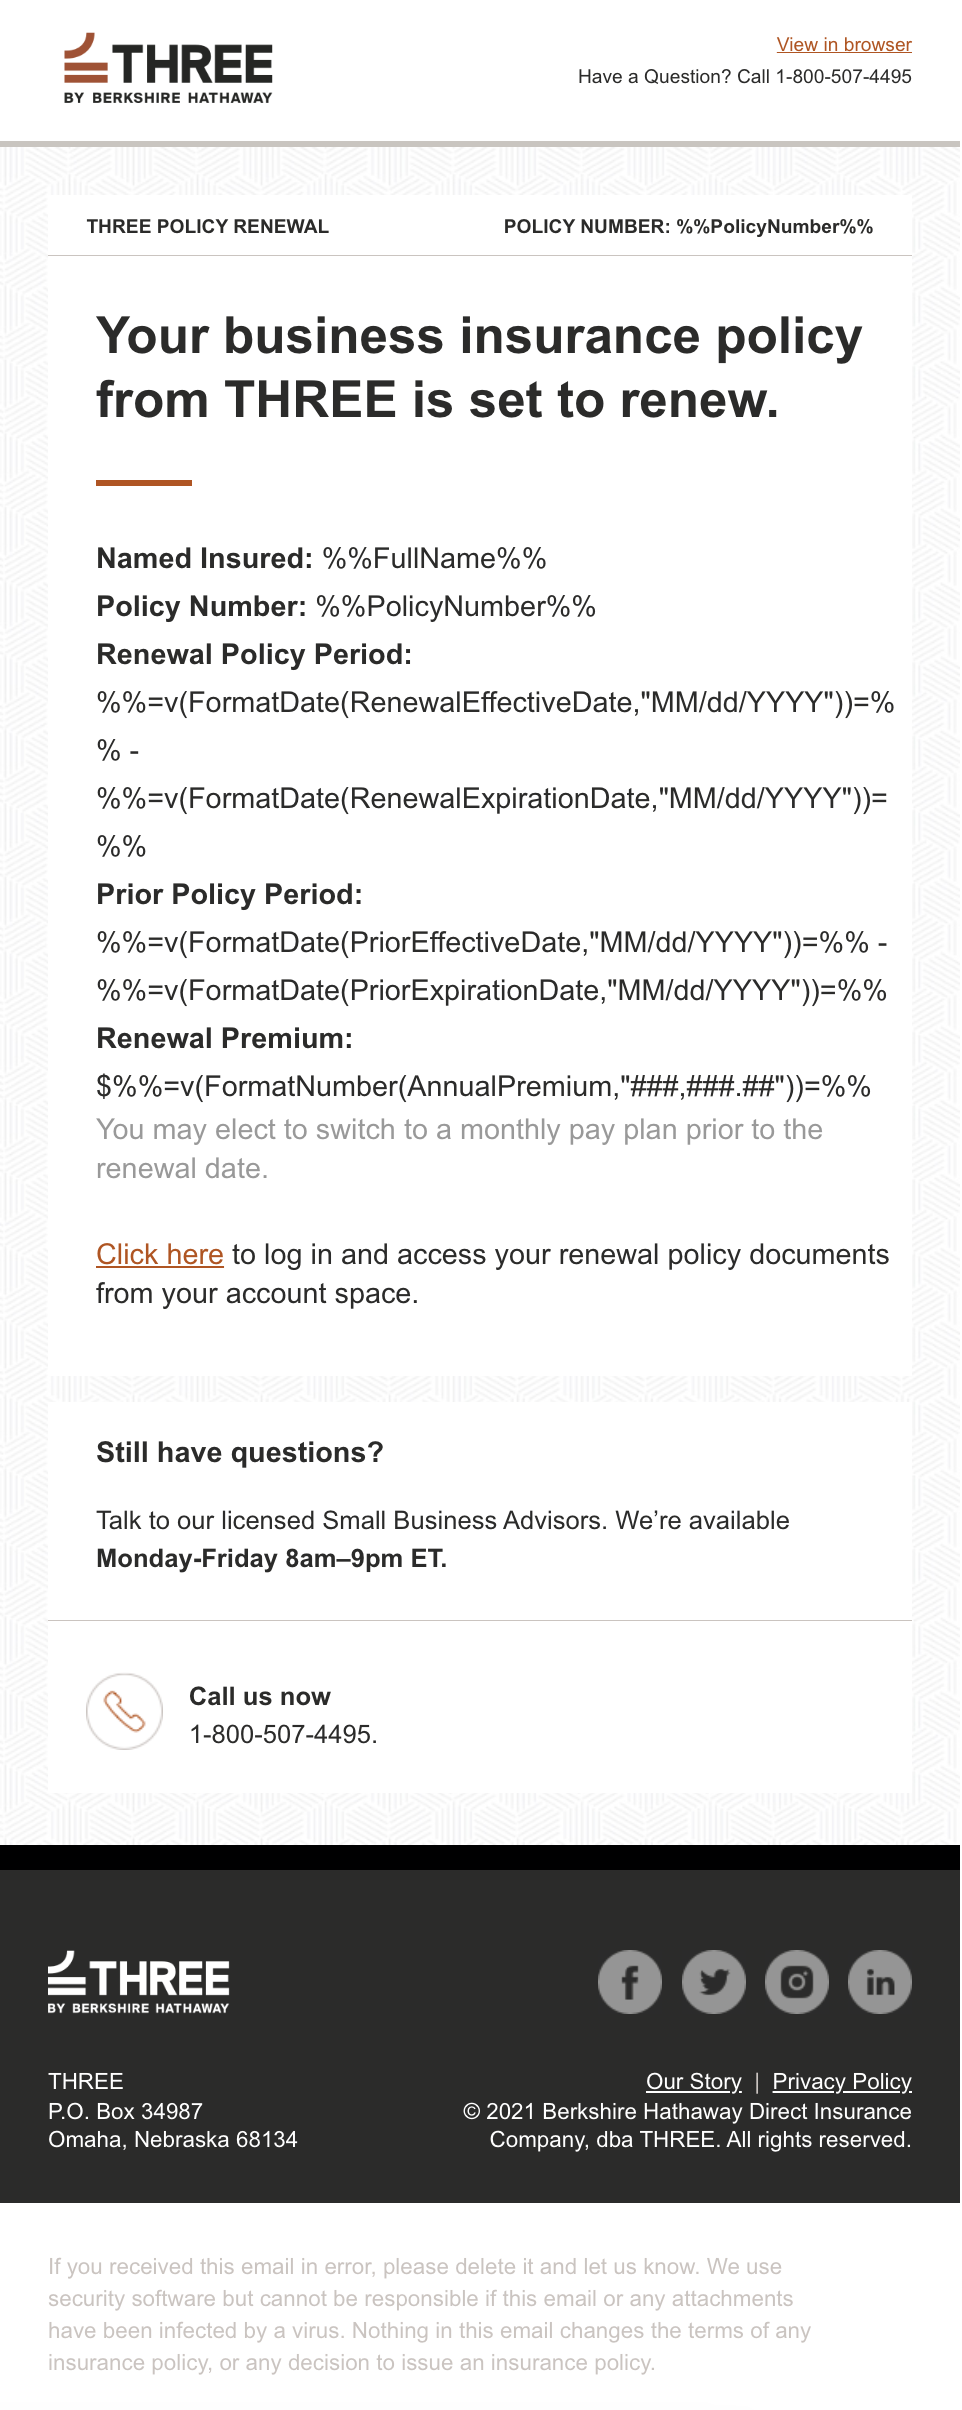 THREE
BY BERKSHIRE HATHAWAY
View in browser
Have a Question? Call 1-800-507-4495
THREE POLICY RENEWAL
POLICY NUMBER: %%PolicyNumber%%
Your business insurance policy
from THREE is set to renew.
Named Insured: %%FullName%%
Policy Number: %%PolicyNumber%%
Renewal Policy Period:
%%=v(FormatDate(RenewalEffectiveDate,"MM/dd/YYYY"))=%
% -
%%=v(FormatDate(RenewalExpirationDate,"MM/dd/YYYY"))=
%%
Prior Policy Period:
%%=v(FormatDate(PriorEffectiveDate,"MM/dd/YYYY"))=%% -
%%=v(FormatDate(PriorExpirationDate,"MM/dd/YYYY"))=%%
Renewal Premium:
$%%=v(FormatNumber(AnnualPremium,"###,###.##"))=%%
You may elect to switch to a monthly pay plan prior to the
renewal date.
Click here to log in and access your renewal policy documents
from your account space.
Still have questions?
Talk to our licensed Small Business Advisors. We’re available
Monday-Friday 8am–9pm ET.
Call us now
1-800-507-4495.
THREE
BY BERKSHIRE HATHAWAY
THREE
P.O. Box 34987
Omaha, Nebraska 68134
Our Story | Privacy Policy
© 2021 Berkshire Hathaway Direct Insurance
Company, dba THREE. All rights reserved.
If you received this email in error, please delete it and let us know. We use
security software but cannot be responsible if this email or any attachments
have been infected by a virus. Nothing in this email changes the terms of any
insurance policy, or any decision to issue an insurance policy.